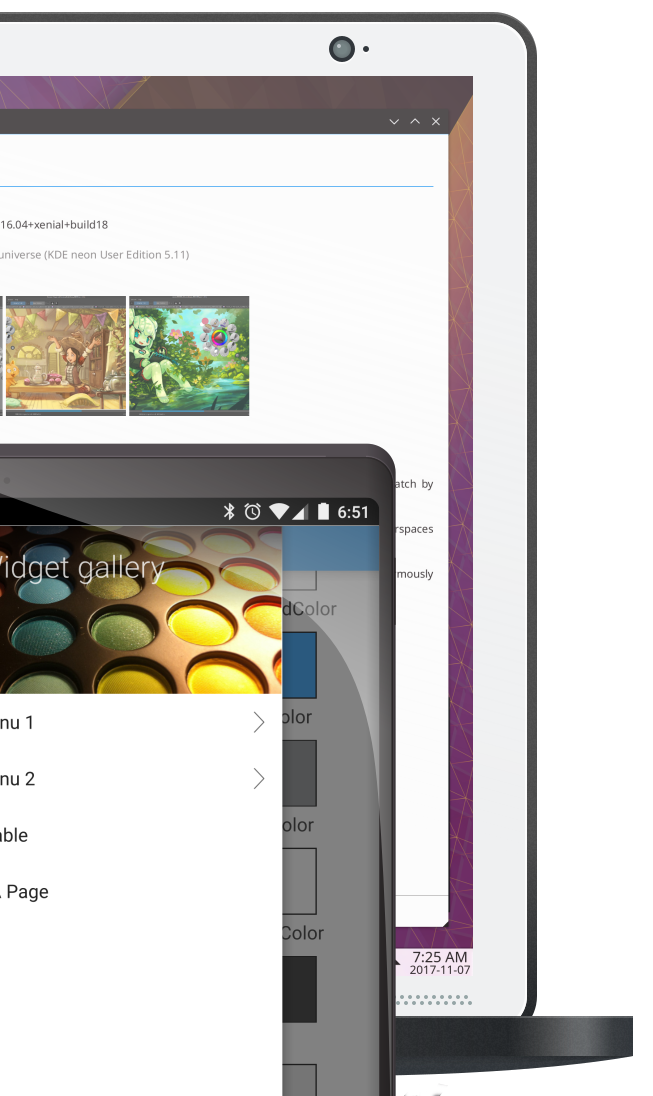 16.04+xenial+build18
universe (KDE neon User Edition 5.11)
atch by
6:51
rspaces
idget gallery
mously
dColor
nu 1
olor
nu 2
olor
able
Page
Color
7:25 AM
2017-11-07